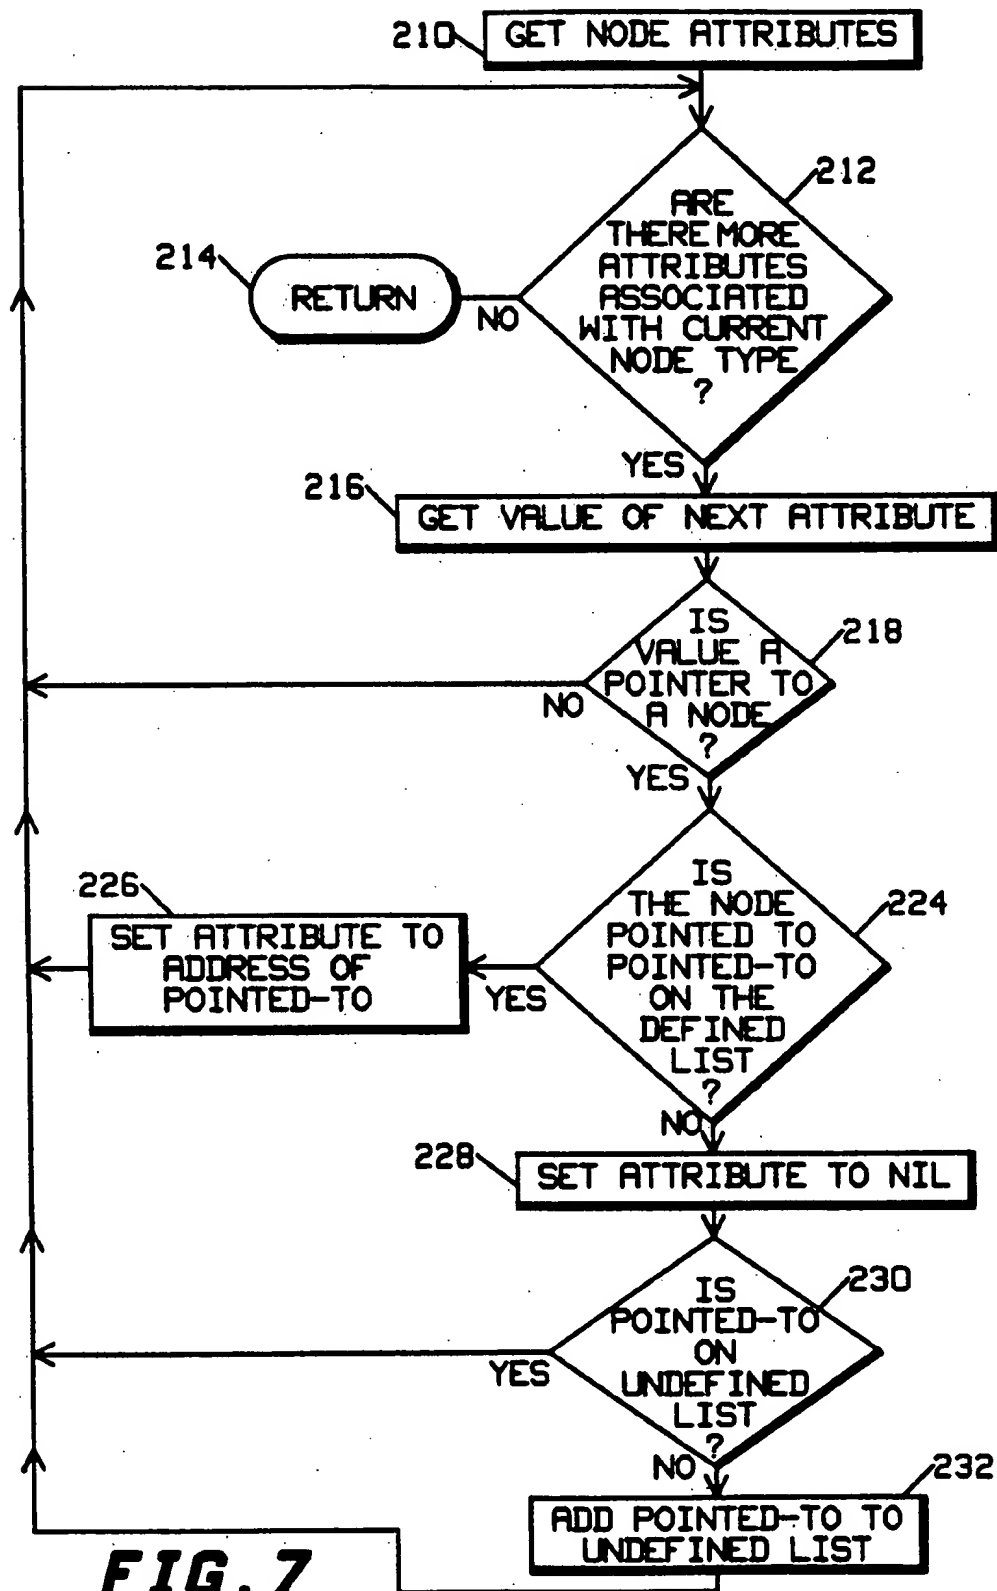 210
GET NODE ATTRIBUTES
212
ARE
THERE MORE
ATTRIBUTES
ASSOCIATED
WITH CURRENT
NODE TYPE
?
214
RETURN
NO
YES
216
GET VALUE OF NEXT ATTRIBUTE
218
IS
VALUE A
POINTER TO
A NODE
?
NO
YES
224
IS
THE NODE
POINTED TO
POINTED-TO
ON THE
DEFINED
LIST
?
226
SET ATTRIBUTE TO
ADDRESS OF
POINTED-TO
YES
NO
228
SET ATTRIBUTE TO NIL
230
IS
POINTED-TO
ON
UNDEFINED
LIST
?
YES
NO
232
ADD POINTED-TO TO
UNDEFINED LIST
FIG. 7